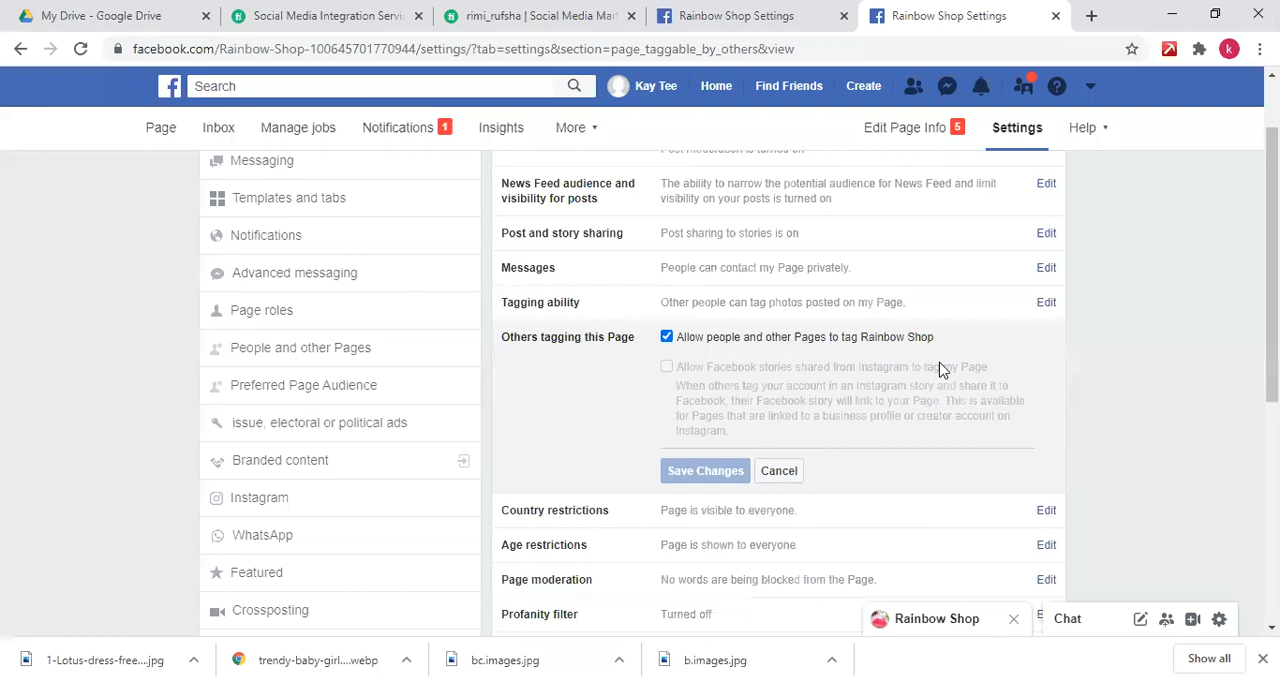 My Drive - Google Drive
Social Media Integration Servic
rimi_rufsha | Social Media Mar
Rainbow Shop Settings
Rainbow Shop Settings
facebook.com/Rainbow-Shop-100645701770944/settings/?tab=settings&section=page_taggable_by_others&view
k
Search
Kay Tee
Home
Find Friends
Create
Page
Inbox
Manage jobs
Notifications 1
Insights
More
Edit Page Info 5
Settings
Help
Messaging
Templates and tabs
Notifications
Advanced messaging
Page roles
People and other Pages
Preferred Page Audience
issue, electoral or political ads
Branded content
Instagram
WhatsApp
Featured
Crossposting
Post moderation is turned on
News Feed audience and visibility for posts
The ability to narrow the potential audience for News Feed and limit
visibility on your posts is turned on
Edit
Post and story sharing
Post sharing to stories is on
Edit
Messages
People can contact my Page privately.
Edit
Tagging ability
Other people can tag photos posted on my Page.
Edit
Others tagging this Page
Allow people and other Pages to tag Rainbow Shop
Allow Facebook stories shared from Instagram to tag my Page
When others tag your account in an Instagram story and share it to
Facebook, their Facebook story will link to your Page. This is available
for Pages that are linked to a business profile or creator account on
Instagram.
Save Changes
Cancel
Country restrictions
Page is visible to everyone.
Edit
Age restrictions
Page is shown to everyone
Edit
Page moderation
No words are being blocked from the Page.
Edit
Profanity filter
Turned off
Rainbow Shop
Chat
1-Lotus-dress-free....jpg
trendy-baby-girl....webp
bc.images.jpg
b.images.jpg
Show all